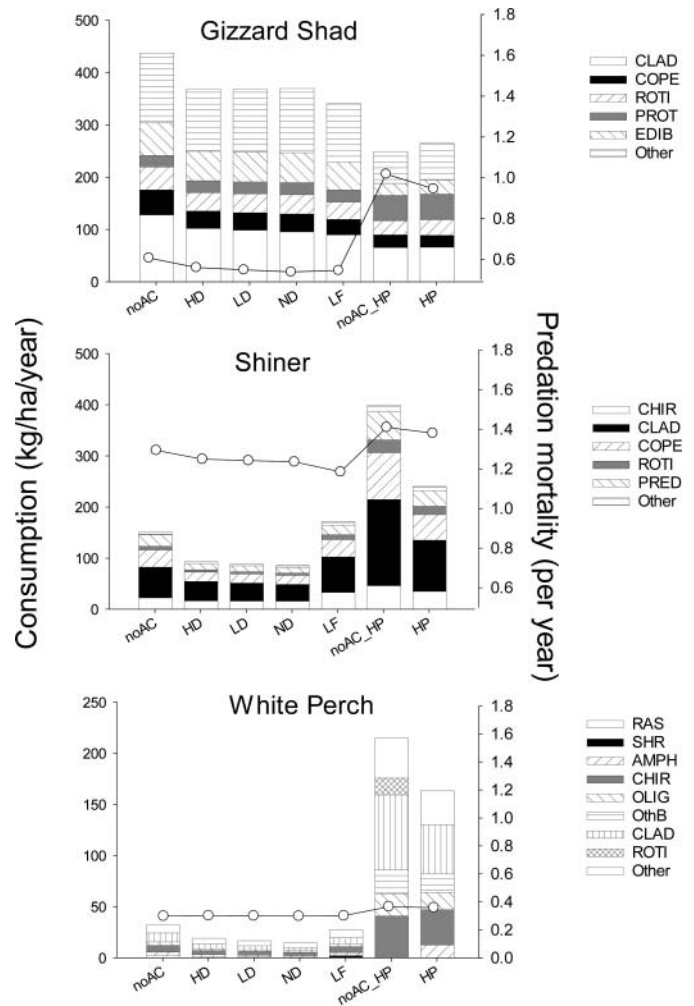 Gizzard Shad
500
400
300
200
100
0
1.8
1.6
1.4
1.2
1.0
0.8
0.6
noAC
HD
LD
ND
LF
noAC_HP
HP
CLAD
COPE
ROTI
PROT
EDIB
Other
Consumption (kg/ha/year)
Predation mortality (per year)
Shiner
500
400
300
200
100
0
1.8
1.6
1.4
1.2
1.0
0.8
0.6
noAC
HD
LD
ND
LF
noAC_HP
HP
CHIR
CLAD
COPE
ROTI
PRED
Other
White Perch
250
200
150
100
50
0
1.8
1.6
1.4
1.2
1.0
0.8
0.6
0.4
0.2
0.0
noAC
HD
LD
ND
LF
noAC_HP
HP
RAS
SHR
AMPH
CHIR
OLIG
OthB
CLAD
ROTI
Other